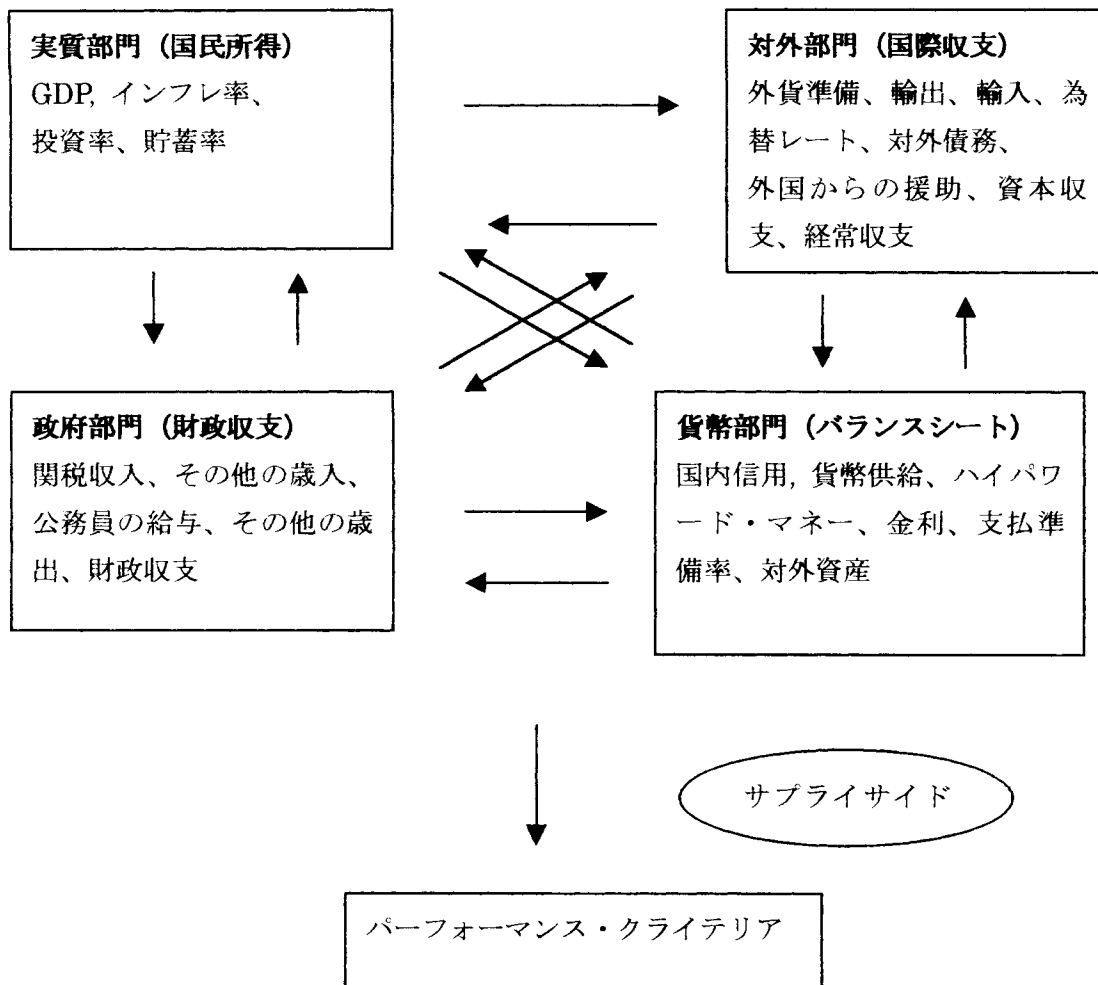 実質部門（国民所得）
GDP, インフレ率、
投資率、貯蓄率
対外部門（国際収支）
外貨準備、輸出、輸入、為
替レート、対外債務、
外国からの援助、資本収
支、経常収支
政府部門（財政収支）
関税収入、その他の歳入、
公務員の給与、その他の歳
出、財政収支
貨幣部門（バランスシート）
国内信用, 貨幣供給、ハイパワ
ード・マネー、金利、支払準
備率、対外資産
サプライサイド
パーフォーマンス・クライテリア